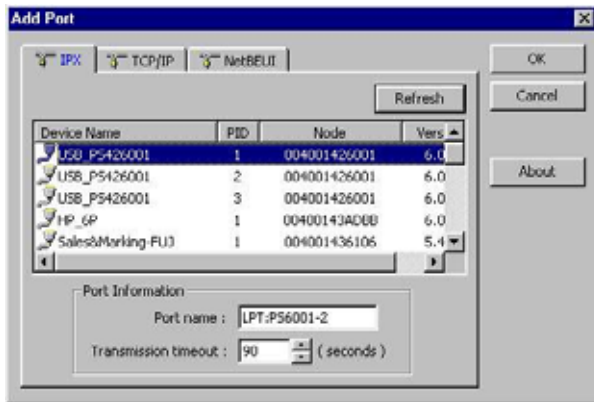 Add Port
IPX TCP/IP NetBEUI
OK
Refresh
Cancel
Device Name PID Node Vers
USB_PS426001 1 004001426001 6.0
USB_PS426001 2 004001426001 6.0
About
USB_PS426001 3 004001426001 6.0
HP_6P 1 00400143ADBB 6.0
Sales&Marking-FUJ 1 004001436106 5.4
Port Information
Port name : LPT:PS6001-2
Transmission timeout : 90 ( seconds )